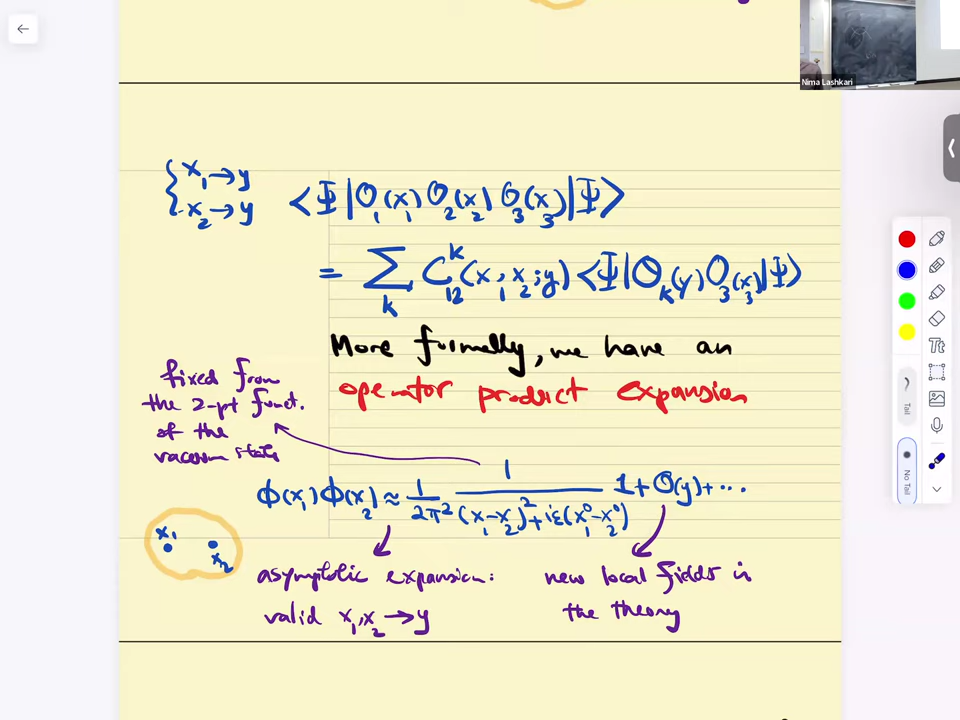 Nima Lashkari
{ x₁→y
x₂→y
⟨Ψ|O₁(x₁) O₂(x₂) O₃(x₃)|Ψ⟩
= ∑ₖ C₁₂ᵏ(x₁,x₂;y) ⟨Ψ|Oₖ(y) O₃(x₃)|Ψ⟩
More formally, we have an
operator product expansion
fixed from
the 2-pt funct.
of the
vacuum state
ϕ(x₁)ϕ(x₂) ≈ 1/2π² 1/((x₁-x₂)²+iε(x₁⁰-x₂⁰)) 1 + O(y) + ...
x₁
x₂
asymptotic expansion:
valid x₁,x₂ → y
new local fields in
the theory
Tt
Tail
No Tail